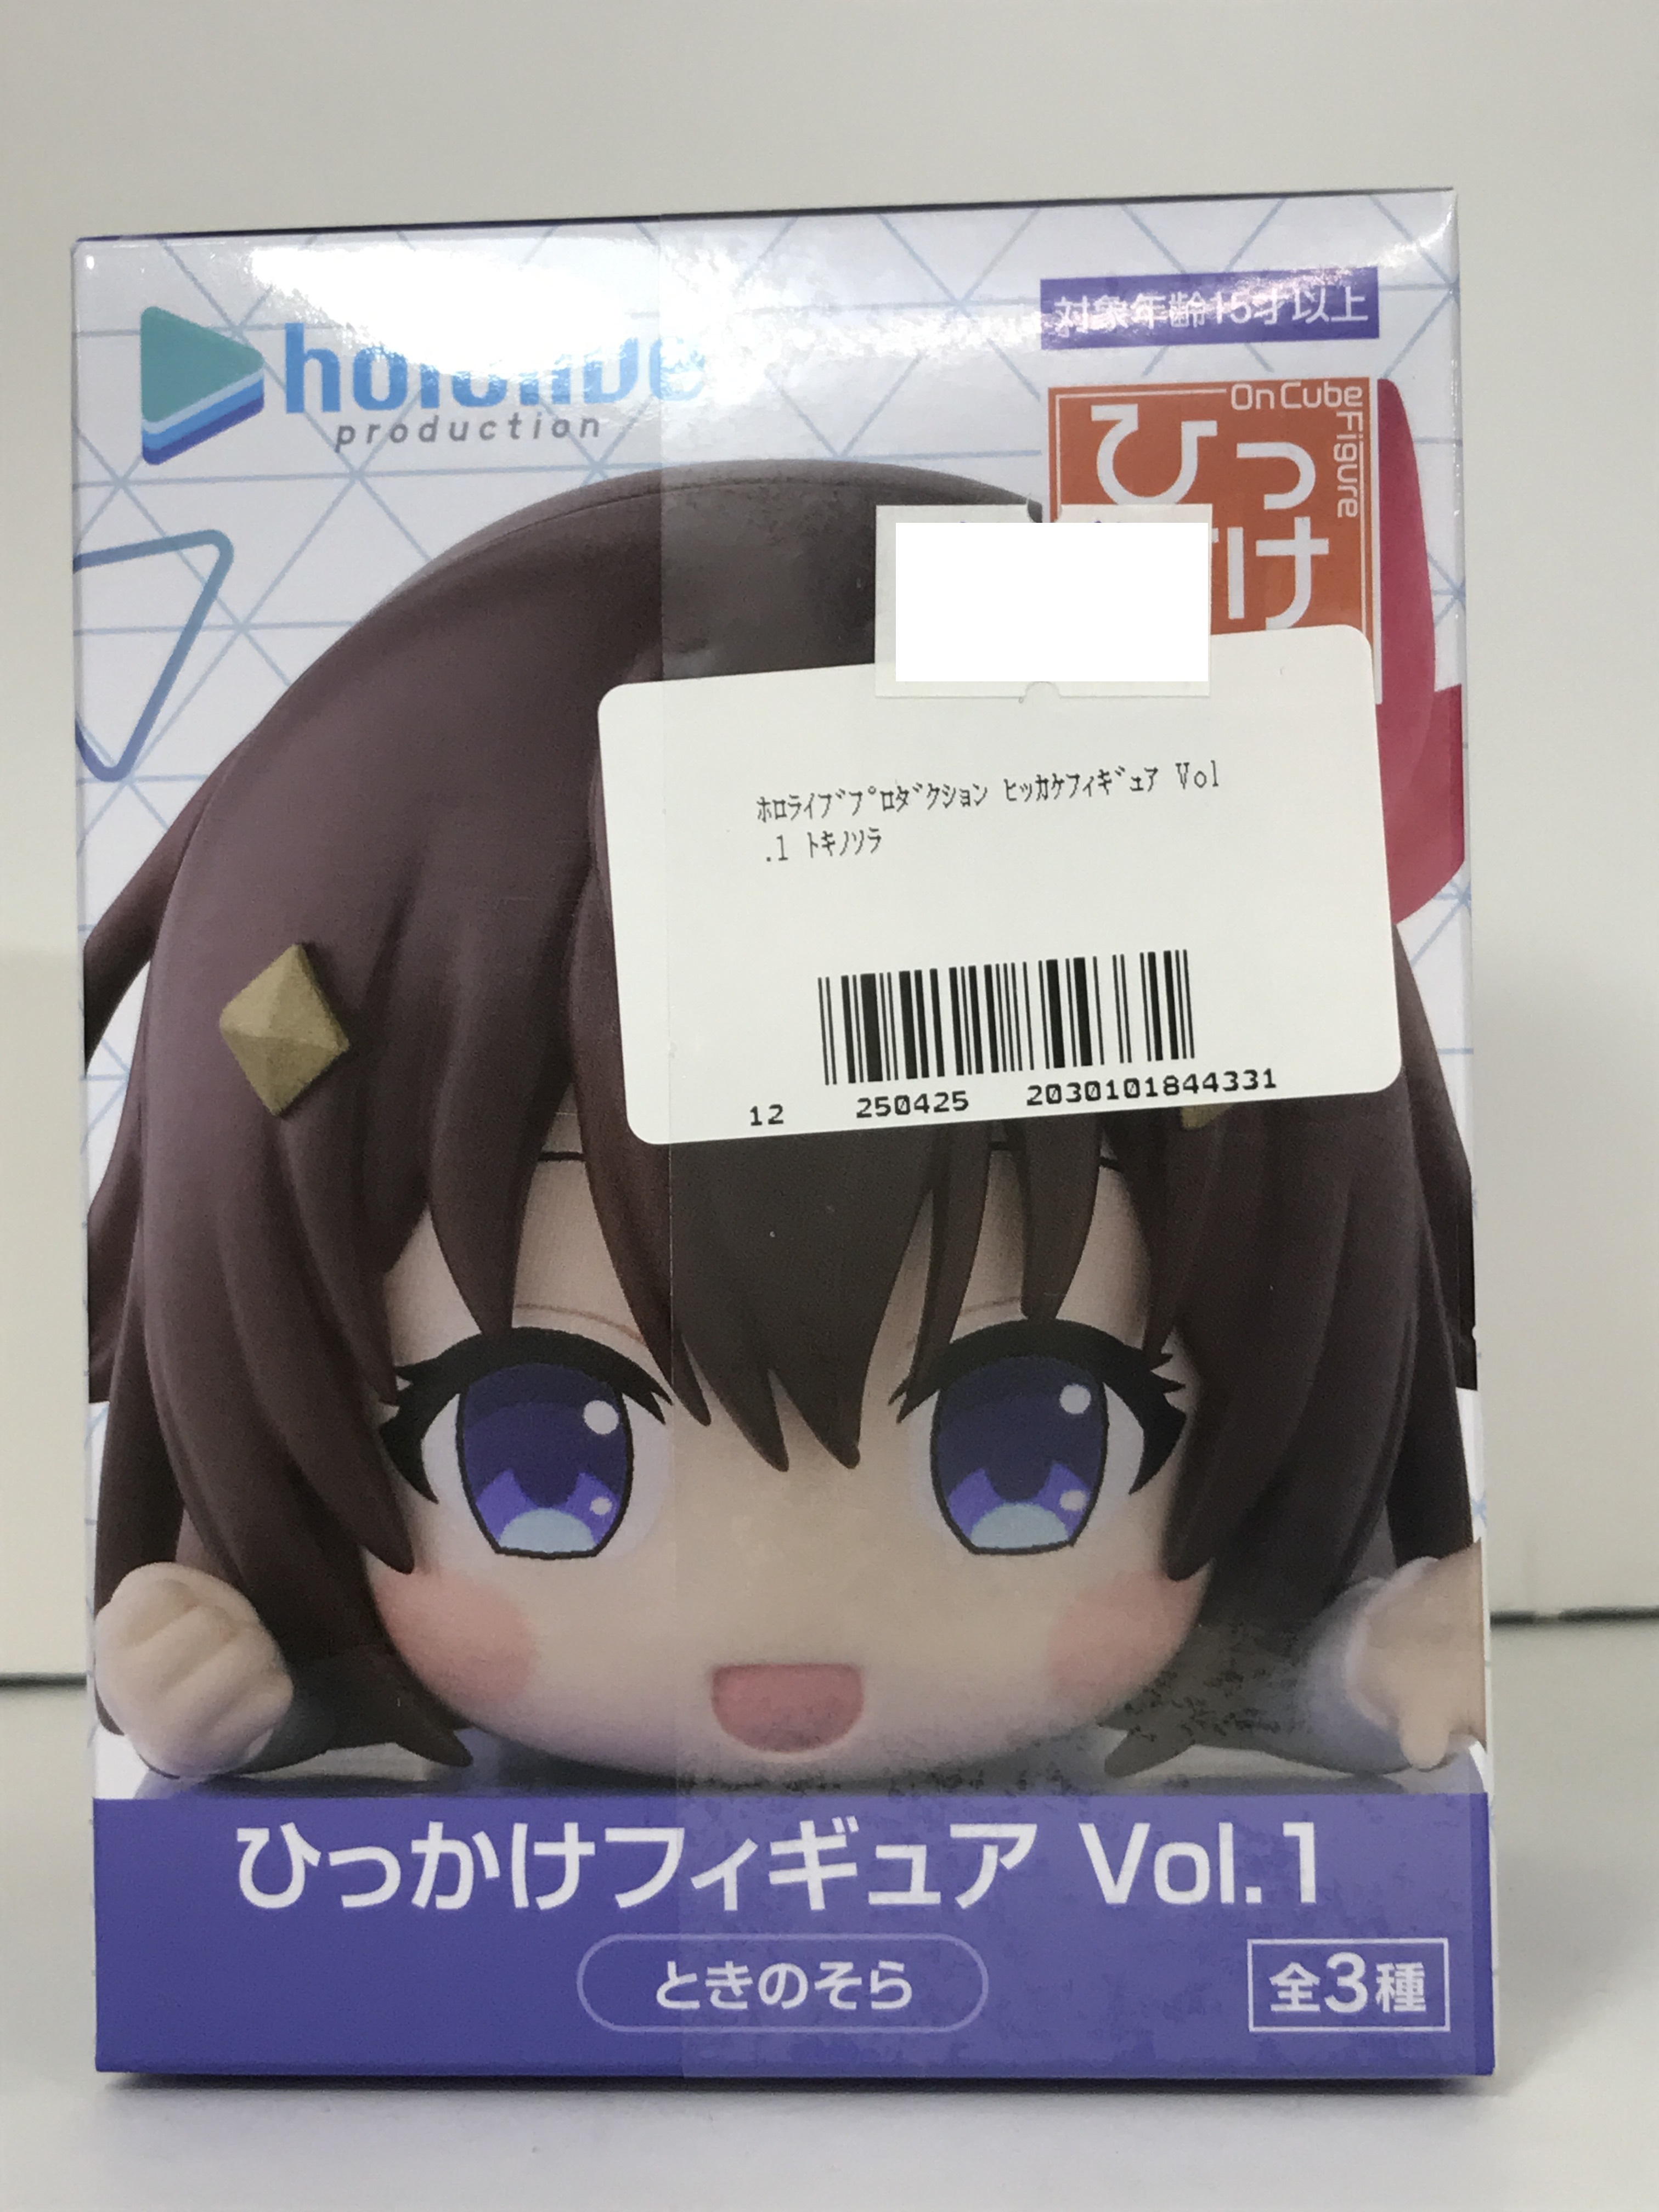 hololive
production
対象年齢15才以上
On Cube
Figure
ひっ
け
ﾎﾛﾗｲﾌﾞﾌﾟﾛﾀﾞｸｼｮﾝ ﾋｯｶｹﾌｨｷﾞｭｱ Vol
.1 ﾄｷﾉｿﾗ
12 250425 2030101844331
ひっかけフィギュア Vol.1
ときのそら
全3種